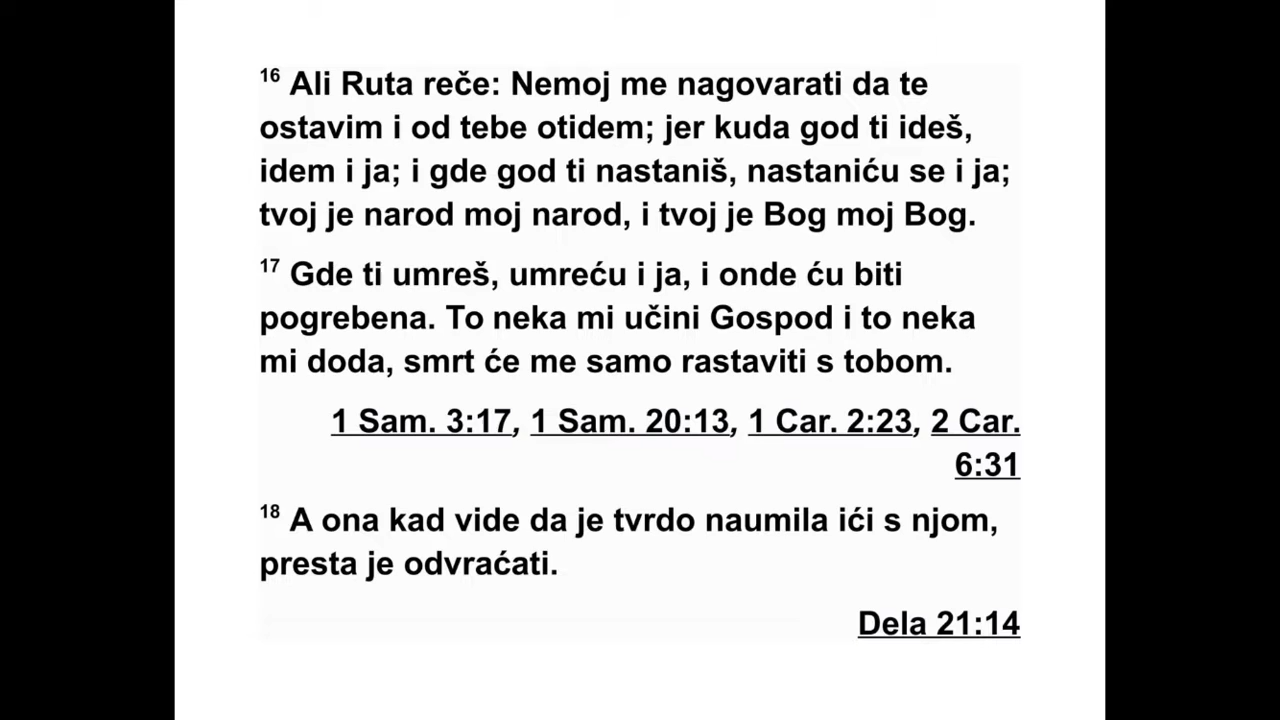 16 Ali Ruta reče: Nemoj me nagovarati da te
ostavim i od tebe otidem; jer kuda god ti ideš,
idem i ja; i gde god ti nastaniš, nastaniću se i ja;
tvoj je narod moj narod, i tvoj je Bog moj Bog.
17 Gde ti umreš, umreću i ja, i onde ću biti
pogrebena. To neka mi učini Gospod i to neka
mi doda, smrt će me samo rastaviti s tobom.
1 Sam. 3:17, 1 Sam. 20:13, 1 Car. 2:23, 2 Car.
6:31
18 A ona kad vide da je tvrdo naumila ići s njom,
presta je odvraćati.
Dela 21:14